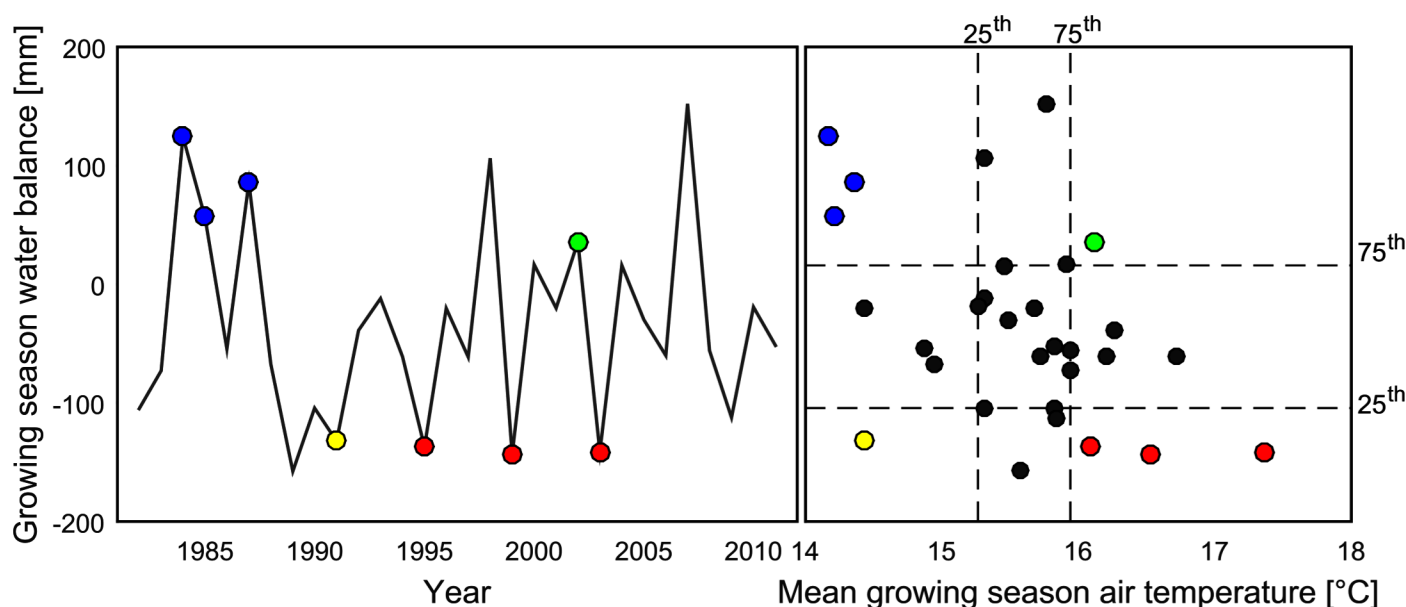 25th 75th
200
100
0
-100
-200
Growing season water balance [mm]
75th
25th
1985 1990 1995 2000 2005 2010 14 15 16 17 18
Year Mean growing season air temperature [°C]